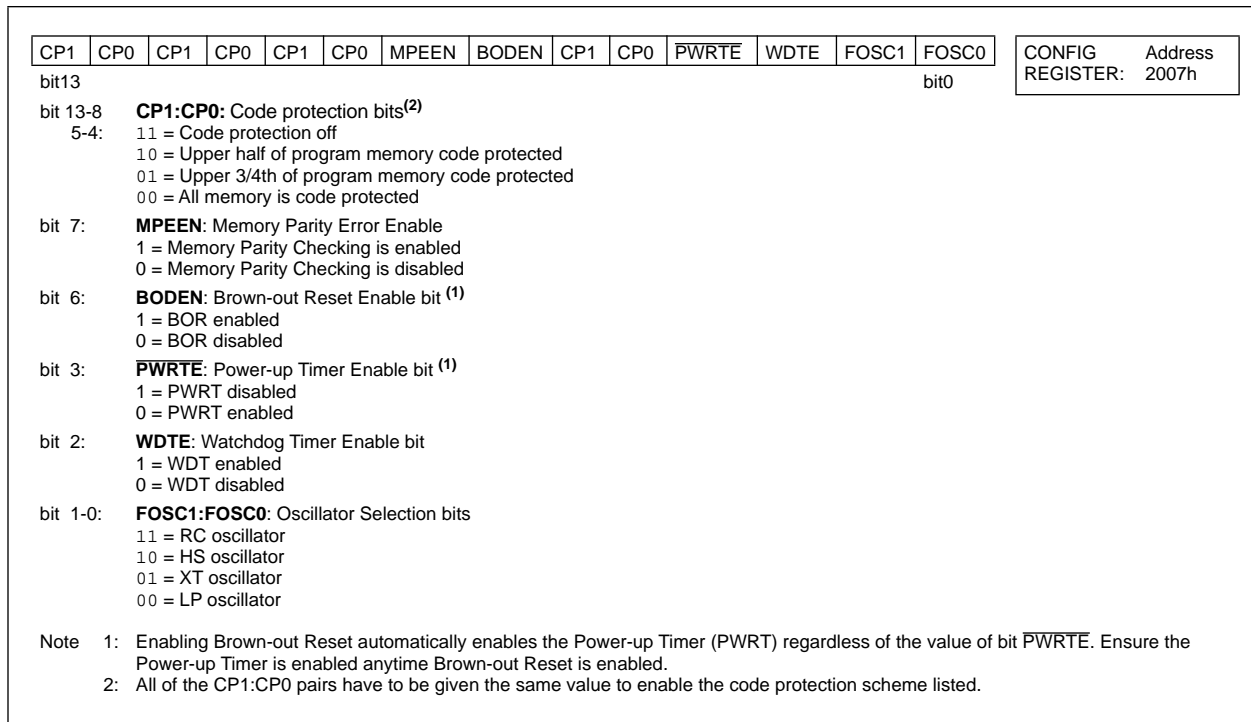 CP1 CP0 CP1 CP0 CP1 CP0 MPEEN BODEN CP1 CP0 PWRTE WDTE FOSC1 FOSC0
CONFIG Address
REGISTER: 2007h
bit13 bit0
bit 13-8 CP1:CP0: Code protection bits(2)
5-4: 11 = Code protection off
10 = Upper half of program memory code protected
01 = Upper 3/4th of program memory code protected
00 = All memory is code protected
bit 7: MPEEN: Memory Parity Error Enable
1 = Memory Parity Checking is enabled
0 = Memory Parity Checking is disabled
bit 6: BODEN: Brown-out Reset Enable bit (1)
1 = BOR enabled
0 = BOR disabled
bit 3: PWRTE: Power-up Timer Enable bit (1)
1 = PWRT disabled
0 = PWRT enabled
bit 2: WDTE: Watchdog Timer Enable bit
1 = WDT enabled
0 = WDT disabled
bit 1-0: FOSC1:FOSC0: Oscillator Selection bits
11 = RC oscillator
10 = HS oscillator
01 = XT oscillator
00 = LP oscillator
Note 1: Enabling Brown-out Reset automatically enables the Power-up Timer (PWRT) regardless of the value of bit PWRTE. Ensure the
Power-up Timer is enabled anytime Brown-out Reset is enabled.
2: All of the CP1:CP0 pairs have to be given the same value to enable the code protection scheme listed.